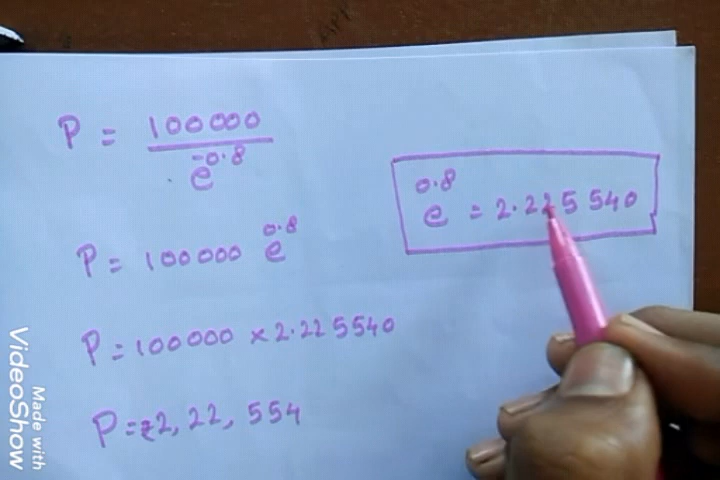 P = 100000
e^-0.8
P = 100000 e^0.8
e^0.8 = 2.225540
P = 100000 × 2.225540
P = 2,22,554
Made with
VideoShow